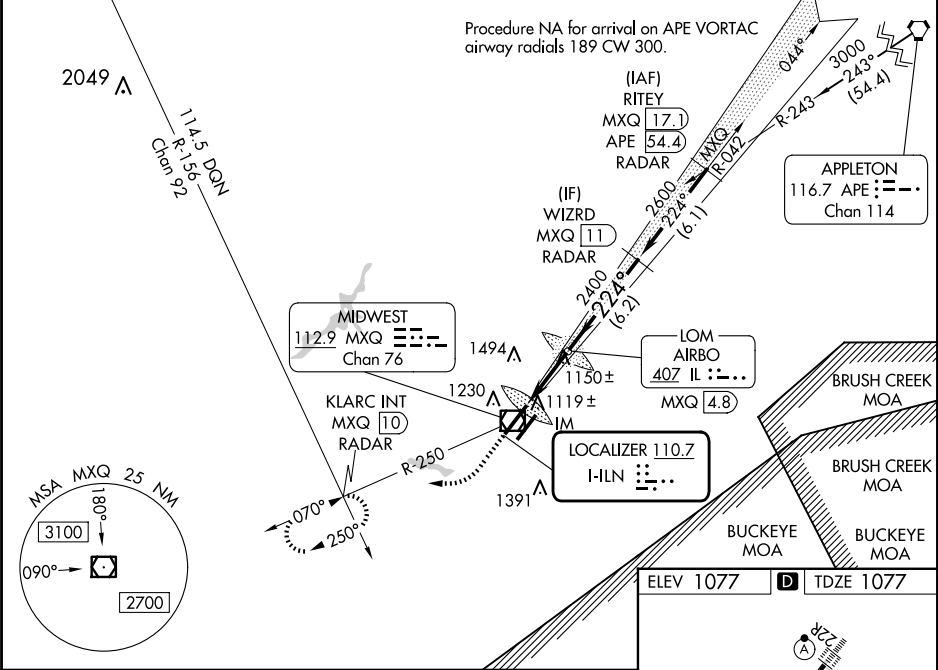 Procedure NA for arrival on APE VORTAC
airway radials 189 CW 300.
2049
114.5 DQN
R-156
Chan 92
(IAF)
RITEY
MXQ 17.1
APE 54.4
RADAR
044°
3000
243°
(54.4)
R-243
MXQ
R-042
APPLETON
116.7 APE
Chan 114
2600
224°
(6.1)
(IF)
WIZRD
MXQ 11
RADAR
2400
224°
(6.2)
MIDWEST
112.9 MXQ
Chan 76
1494
1150 ±
LOM
AIRBO
407 IL
MXQ 4.8
1230
1119 ±
IM
KLARC INT
MXQ 10
RADAR
R-250
LOCALIZER 110.7
I-ILN
1391
070°
250°
BRUSH CREEK
MOA
BRUSH CREEK
MOA
BUCKEYE
MOA
BUCKEYE
MOA
MSA MXQ 25 NM
180°
3100
090°
2700
ELEV 1077
D
TDZE 1077
22R
A